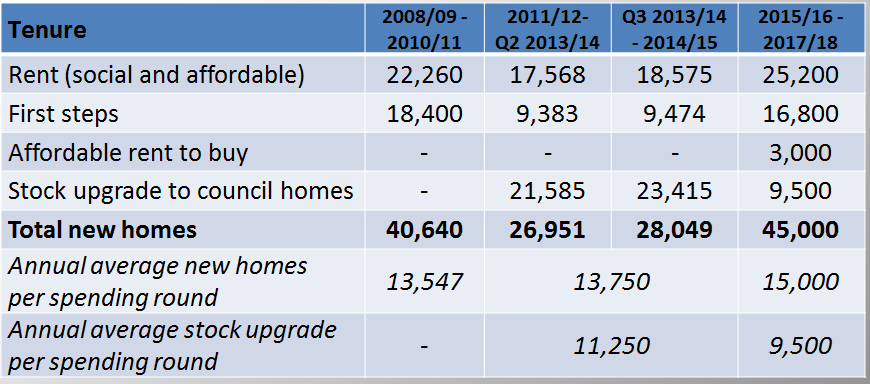 Tenure 2008/09 - 2010/11 2011/12- Q2 2013/14 Q3 2013/14 - 2014/15 2015/16 - 2017/18
Rent (social and affordable) 22,260 17,568 18,575 25,200
First steps 18,400 9,383 9,474 16,800
Affordable rent to buy - - - 3,000
Stock upgrade to council homes - 21,585 23,415 9,500
Total new homes 40,640 26,951 28,049 45,000
Annual average new homes
per spending round 13,547 13,750 15,000
Annual average stock upgrade
per spending round - 11,250 9,500